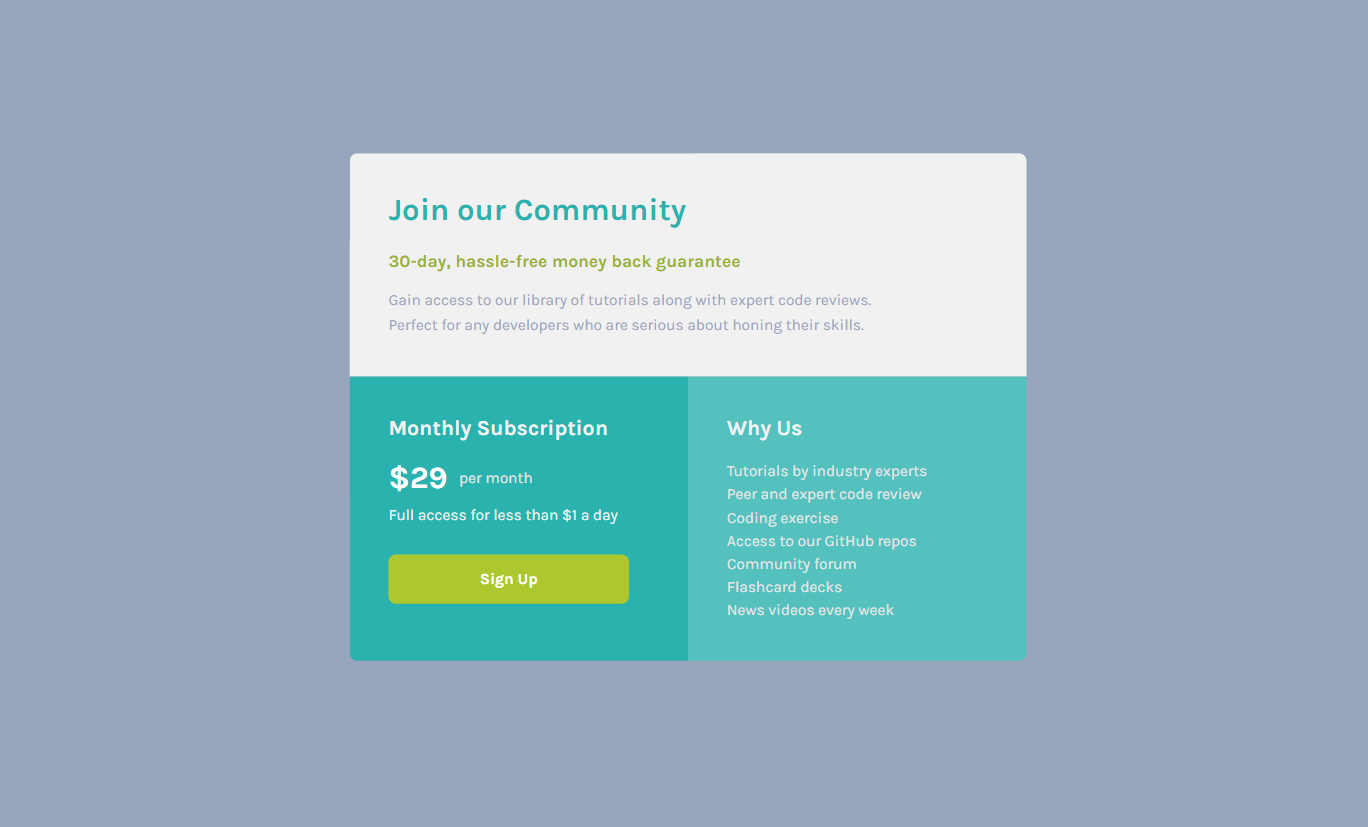 Join our Community
30-day, hassle-free money back guarantee
Gain access to our library of tutorials along with expert code reviews.
Perfect for any developers who are serious about honing their skills.
Monthly Subscription
$29 per month
Full access for less than $1 a day
Sign Up
Why Us
Tutorials by industry experts
Peer and expert code review
Coding exercise
Access to our GitHub repos
Community forum
Flashcard decks
News videos every week